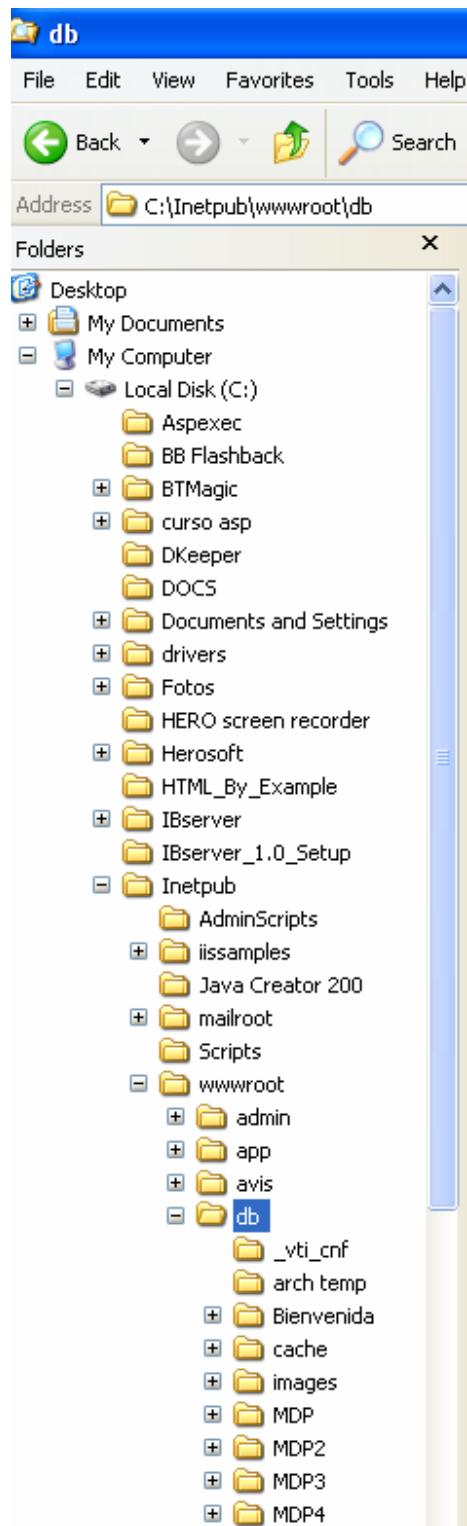 db
File Edit View Favorites Tools Help
Back Search
Address C:\Inetpub\wwwroot\db
Folders
Desktop
My Documents
My Computer
Local Disk (C:)
Aspexec
BB Flashback
BTMagic
curso asp
DKeeper
DOCS
Documents and Settings
drivers
Fotos
HERO screen recorder
Herosoft
HTML_By_Example
IBserver
IBserver_1.0_Setup
Inetpub
AdminScripts
iissamples
Java Creator 200
mailroot
Scripts
wwwroot
admin
app
avis
db
_vti_cnf
arch temp
Bienvenida
cache
images
MDP
MDP2
MDP3
MDP4